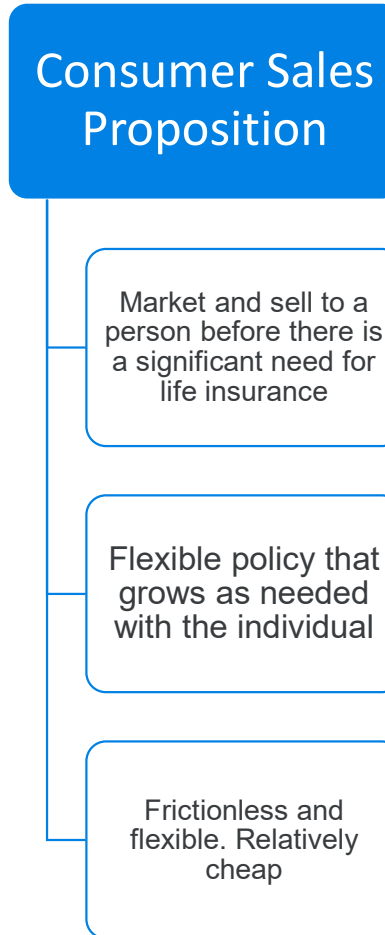 Consumer Sales
Proposition
Market and sell to a
person before there is
a significant need for
life insurance
Flexible policy that
grows as needed
with the individual
Frictionless and
flexible. Relatively
cheap